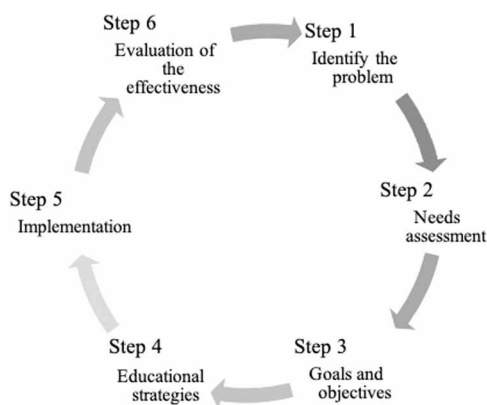 Step 1
Identify the
problem
Step 2
Needs
assessment
Step 3
Goals and
objectives
Step 4
Educational
strategies
Step 5
Implementation
Step 6
Evaluation of
the
effectiveness